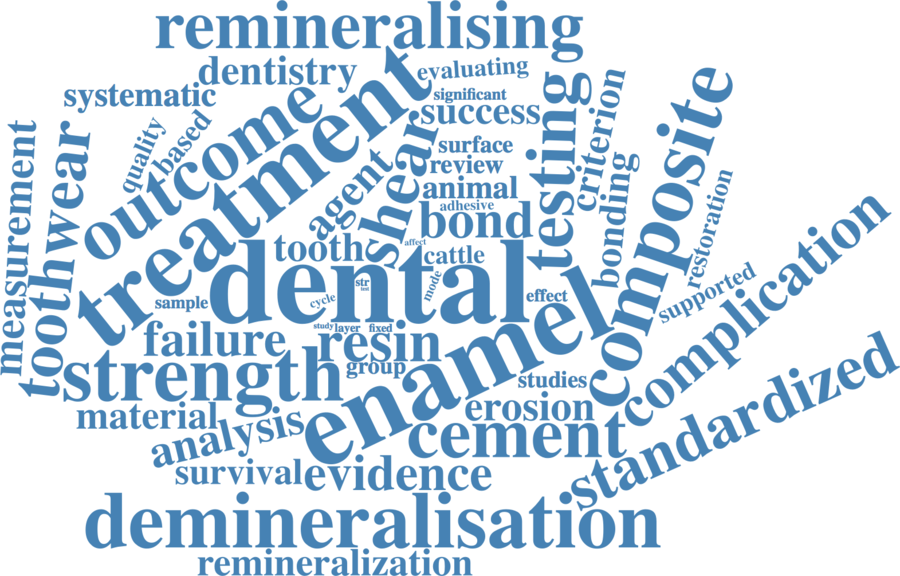 remineralising
dentistry
evaluating
systematic
significant
treatment
outcome
success
testing
criterion
composite
quality
based
shear
surface
review
agent
animal
adhesive
bond
bonding
restoration
measurement
toothwear
tooth
affect
cattle
dental
mode
str
test
cycle
sample
effect
supported
complication
study
layer
fixed
failure
resin
group
enamel
strength
studies
erosion
material
analysis
cement
standardized
survival
evidence
demineralisation
remineralization